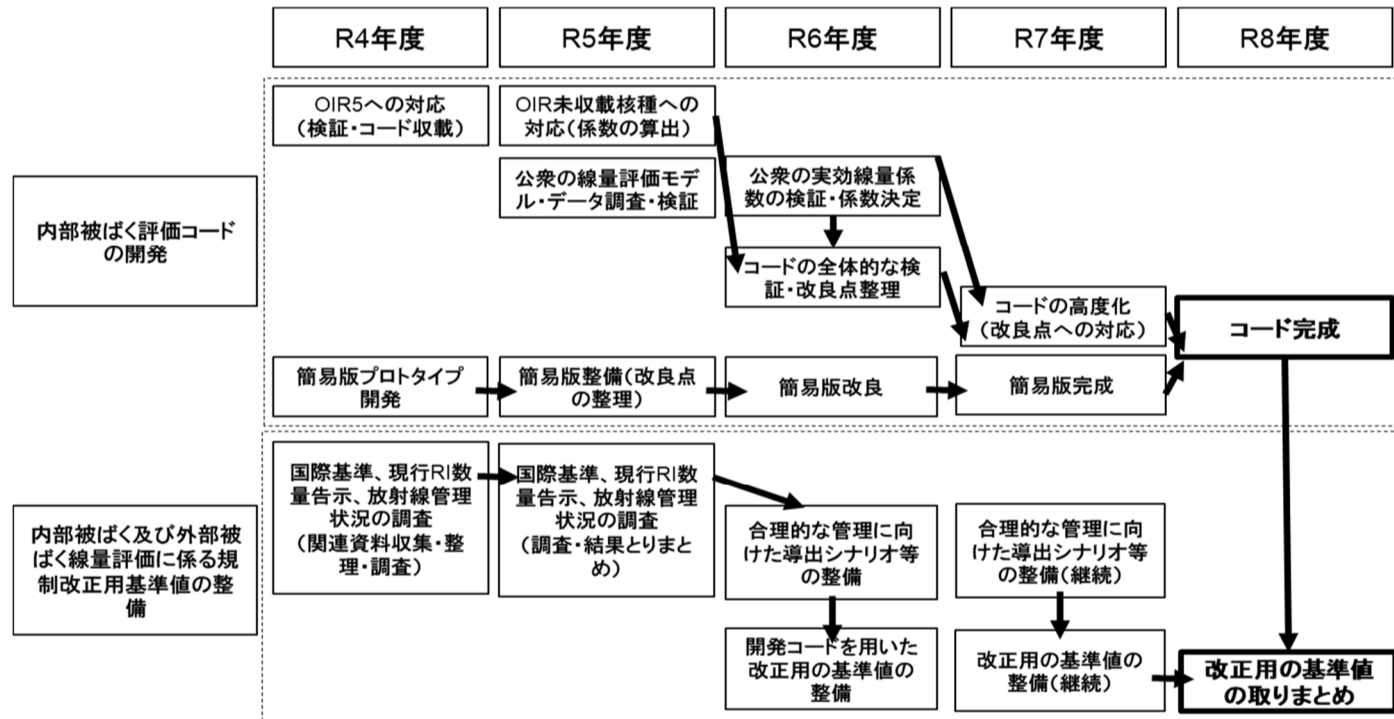 R4年度
R5年度
R6年度
R7年度
R8年度
内部被ばく評価コード
の開発
OIR5への対応
（検証・コード収載）
OIR未収載核種への
対応（係数の算出）
公衆の線量評価モデ
ル・データ調査・検証
公衆の実効線量係
数の検証・係数決定
コードの全体的な検
証・改良点整理
コードの高度化
（改良点への対応）
コード完成
簡易版プロトタイプ
開発
簡易版整備（改良点
の整理）
簡易版改良
簡易版完成
内部被ばく及び外部被
ばく線量評価に係る規
制改正用基準値の整
備
国際基準、現行RI数
量告示、放射線管理
状況の調査
（関連資料収集・整
理・調査）
国際基準、現行RI数
量告示、放射線管理
状況の調査
（調査・結果とりまと
め）
合理的な管理に向
けた導出シナリオ等
の整備
合理的な管理に向
けた導出シナリオ等
の整備（継続）
開発コードを用いた
改正用の基準値の
整備
改正用の基準値の
整備（継続）
改正用の基準値
の取りまとめ